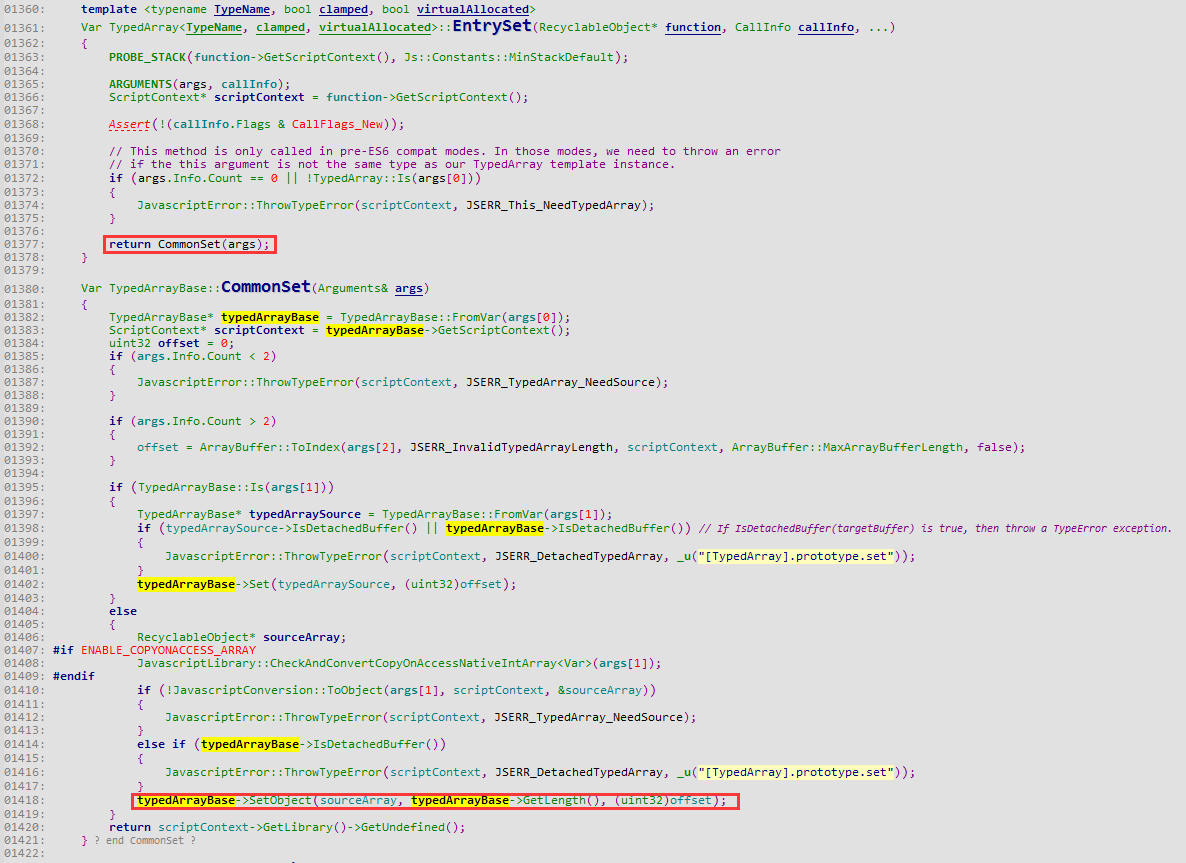 01360:     template <typename TypeName, bool clamped, bool virtualAllocated>
01361:     Var TypedArray<TypeName, clamped, virtualAllocated>::EntrySet(RecyclableObject* function, CallInfo callInfo, ...)
01362:     {
01363:         PROBE_STACK(function->GetScriptContext(), Js::Constants::MinStackDefault);
01364:
01365:         ARGUMENTS(args, callInfo);
01366:         ScriptContext* scriptContext = function->GetScriptContext();
01367:
01368:         Assert(!(callInfo.Flags & CallFlags_New));
01369:
01370:         // This method is only called in pre-ES6 compat modes. In those modes, we need to throw an error
01371:         // if the this argument is not the same type as our TypedArray template instance.
01372:         if (args.Info.Count == 0 || !TypedArray::Is(args[0]))
01373:         {
01374:             JavascriptError::ThrowTypeError(scriptContext, JSERR_This_NeedTypedArray);
01375:         }
01376:
01377:         return CommonSet(args);
01378:     }
01379:
01380:     Var TypedArrayBase::CommonSet(Arguments& args)
01381:     {
01382:         TypedArrayBase* typedArrayBase = TypedArrayBase::FromVar(args[0]);
01383:         ScriptContext* scriptContext = typedArrayBase->GetScriptContext();
01384:         uint32 offset = 0;
01385:         if (args.Info.Count < 2)
01386:         {
01387:             JavascriptError::ThrowTypeError(scriptContext, JSERR_TypedArray_NeedSource);
01388:         }
01389:
01390:         if (args.Info.Count > 2)
01391:         {
01392:             offset = ArrayBuffer::ToIndex(args[2], JSERR_InvalidTypedArrayLength, scriptContext, ArrayBuffer::MaxArrayBufferLength, false);
01393:         }
01394:
01395:         if (TypedArrayBase::Is(args[1]))
01396:         {
01397:             TypedArrayBase* typedArraySource = TypedArrayBase::FromVar(args[1]);
01398:             if (typedArraySource->IsDetachedBuffer() || typedArrayBase->IsDetachedBuffer()) // If IsDetachedBuffer(targetBuffer) is true, then throw a TypeError exception.
01399:             {
01400:                 JavascriptError::ThrowTypeError(scriptContext, JSERR_DetachedTypedArray, _u("[TypedArray].prototype.set"));
01401:             }
01402:             typedArrayBase->Set(typedArraySource, (uint32)offset);
01403:         }
01404:         else
01405:         {
01406:             RecyclableObject* sourceArray;
01407: #if ENABLE_COPYONACCESS_ARRAY
01408:             JavascriptLibrary::CheckAndConvertCopyOnAccessNativeIntArray<Var>(args[1]);
01409: #endif
01410:             if (!JavascriptConversion::ToObject(args[1], scriptContext, &sourceArray))
01411:             {
01412:                 JavascriptError::ThrowTypeError(scriptContext, JSERR_TypedArray_NeedSource);
01413:             }
01414:             else if (typedArrayBase->IsDetachedBuffer())
01415:             {
01416:                 JavascriptError::ThrowTypeError(scriptContext, JSERR_DetachedTypedArray, _u("[TypedArray].prototype.set"));
01417:             }
01418:             typedArrayBase->SetObject(sourceArray, typedArrayBase->GetLength(), (uint32)offset);
01419:         }
01420:         return scriptContext->GetLibrary()->GetUndefined();
01421:     } ? end CommonSet ?
01422: